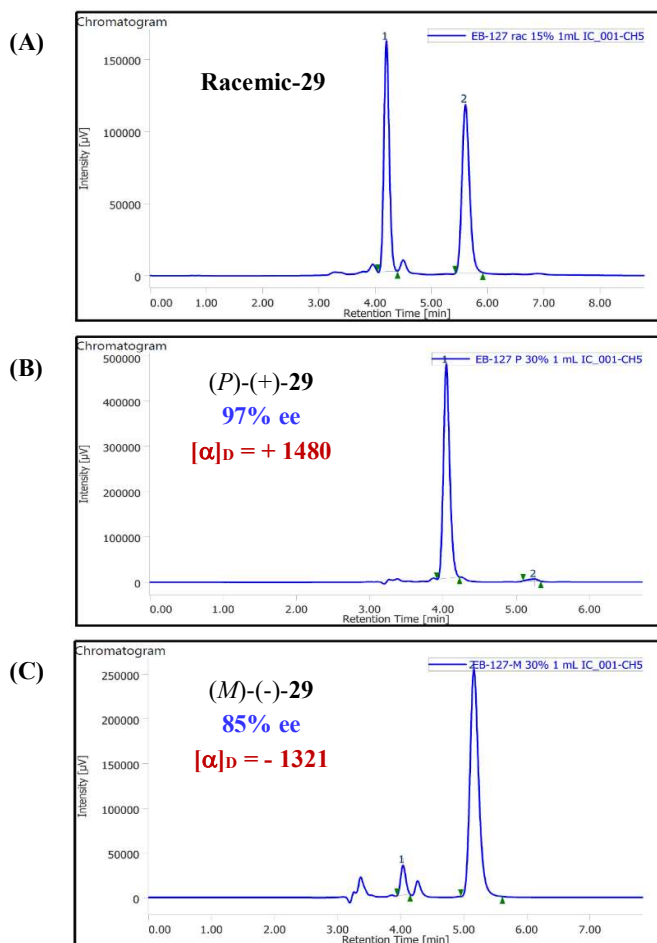 (A)
Chromatogram
EB-127 rac 15% 1mL IC_001-CH5
Racemic-29
1
2
Intensity [µV]
150000
100000
50000
0
0.00 1.00 2.00 3.00 4.00 5.00 6.00 7.00 8.00
Retention Time [min]
(B)
Chromatogram
EB-127 P 30% 1 mL IC_001-CH5
(P)-(+)-29
97% ee
[α]D = + 1480
1
2
Intensity [µV]
500000
400000
300000
200000
100000
0
0.00 1.00 2.00 3.00 4.00 5.00 6.00
Retention Time [min]
(C)
Chromatogram
EB-127-M 30% 1 mL IC_001-CH5
(M)-(-)-29
85% ee
[α]D = - 1321
1
2
Intensity [µV]
250000
200000
150000
100000
50000
0
0.00 1.00 2.00 3.00 4.00 5.00 6.00 7.00
Retention Time [min]